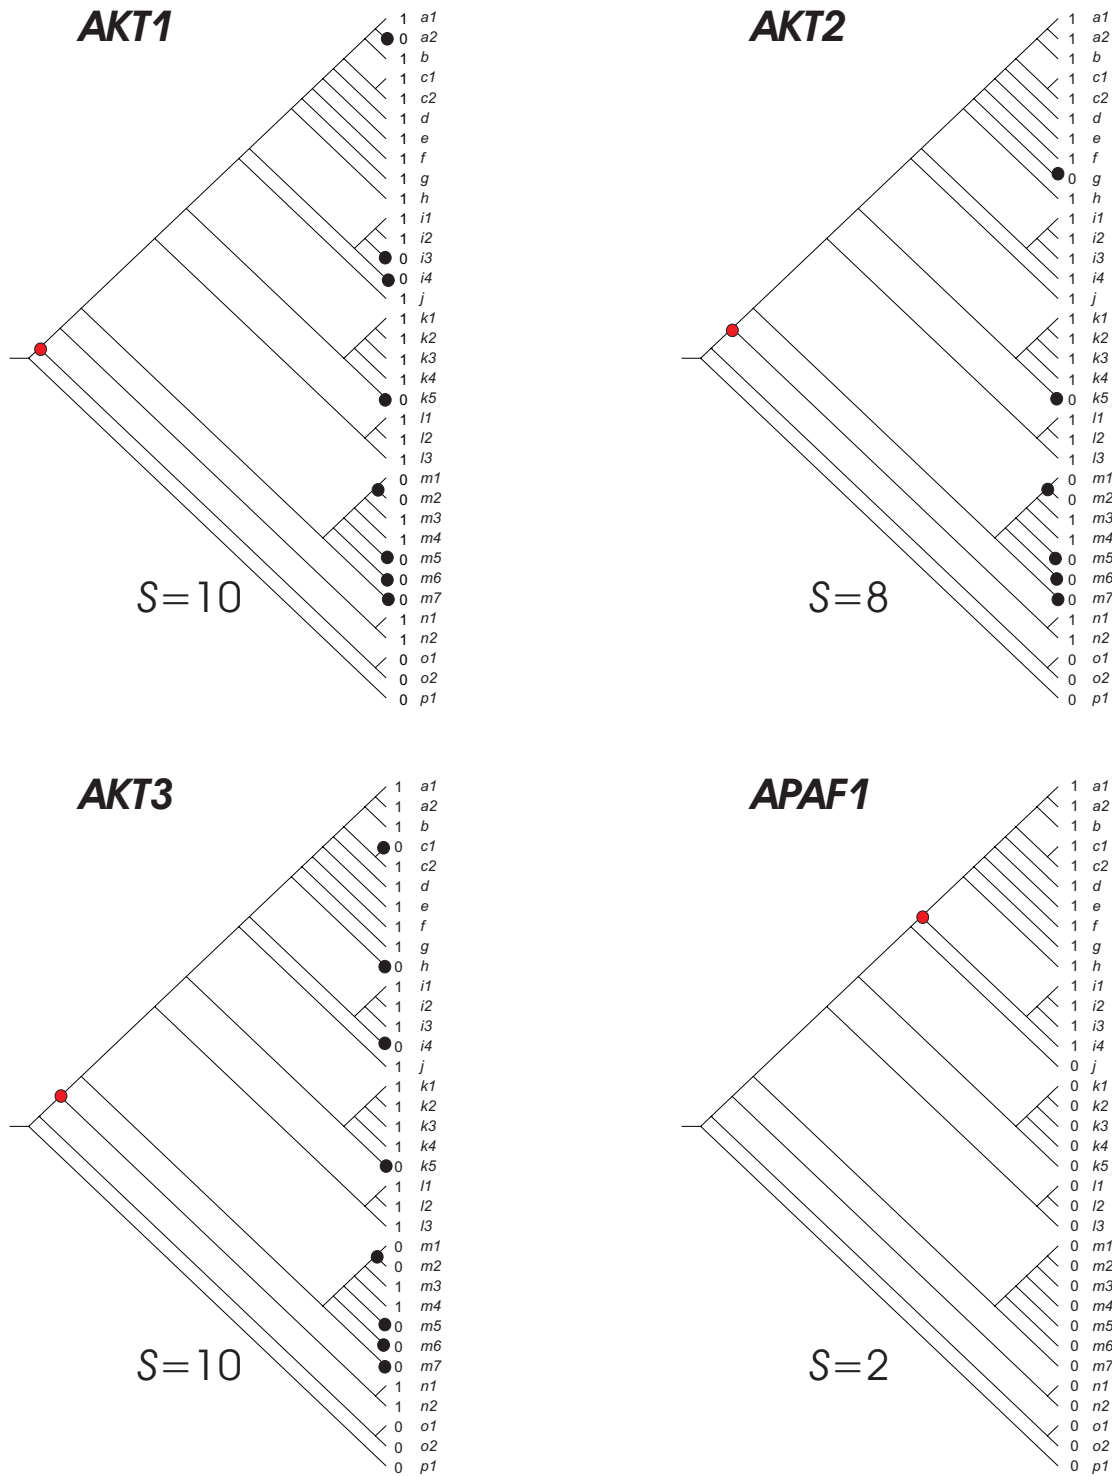 AKT1
1 a1
0 a2
1 b
1 c1
1 c2
1 d
1 e
1 f
1 g
1 h
1 i1
1 i2
0 i3
0 i4
1 j
1 k1
1 k2
1 k3
1 k4
0 k5
1 l1
1 l2
1 l3
0 m1
0 m2
1 m3
1 m4
0 m5
0 m6
0 m7
1 n1
1 n2
0 o1
0 o2
0 p1
S=10
AKT2
1 a1
1 a2
1 b
1 c1
1 c2
1 d
1 e
1 f
0 g
1 h
1 i1
1 i2
1 i3
1 i4
1 j
1 k1
1 k2
1 k3
1 k4
0 k5
1 l1
1 l2
1 l3
0 m1
0 m2
1 m3
1 m4
0 m5
0 m6
0 m7
1 n1
1 n2
0 o1
0 o2
0 p1
S=8
AKT3
1 a1
1 a2
1 b
0 c1
1 c2
1 d
1 e
1 f
1 g
0 h
1 i1
1 i2
1 i3
0 i4
1 j
1 k1
1 k2
1 k3
1 k4
0 k5
1 l1
1 l2
1 l3
0 m1
0 m2
1 m3
1 m4
0 m5
0 m6
0 m7
1 n1
1 n2
0 o1
0 o2
0 p1
S=10
APAF1
1 a1
1 a2
1 b
1 c1
1 c2
1 d
1 e
1 f
1 g
1 h
1 i1
1 i2
1 i3
1 i4
0 j
0 k1
0 k2
0 k3
0 k4
0 k5
0 l1
0 l2
0 l3
0 m1
0 m2
0 m3
0 m4
0 m5
0 m6
0 m7
0 n1
0 n2
0 o1
0 o2
0 p1
S=2